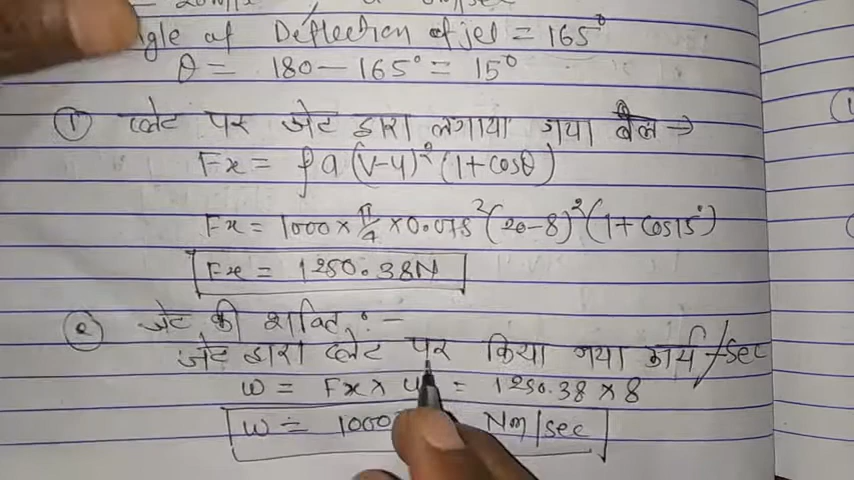 of Deflection of jet = 165°
θ = 180 - 165° = 15°
① प्लेट पर जेट द्वारा लगाया गया बल →
Fx = ρa(V-u)²(1+cosθ)
Fx = 1000 × π/4 × 0.075²(20-8)²(1+cos15°)
Fx = 1250.38N
② जेट की शक्ति :-
जेट द्वारा प्लेट पर किया गया कार्य/sec
W = Fx × u = 1250.38 × 8
W = 1000 Nm/sec